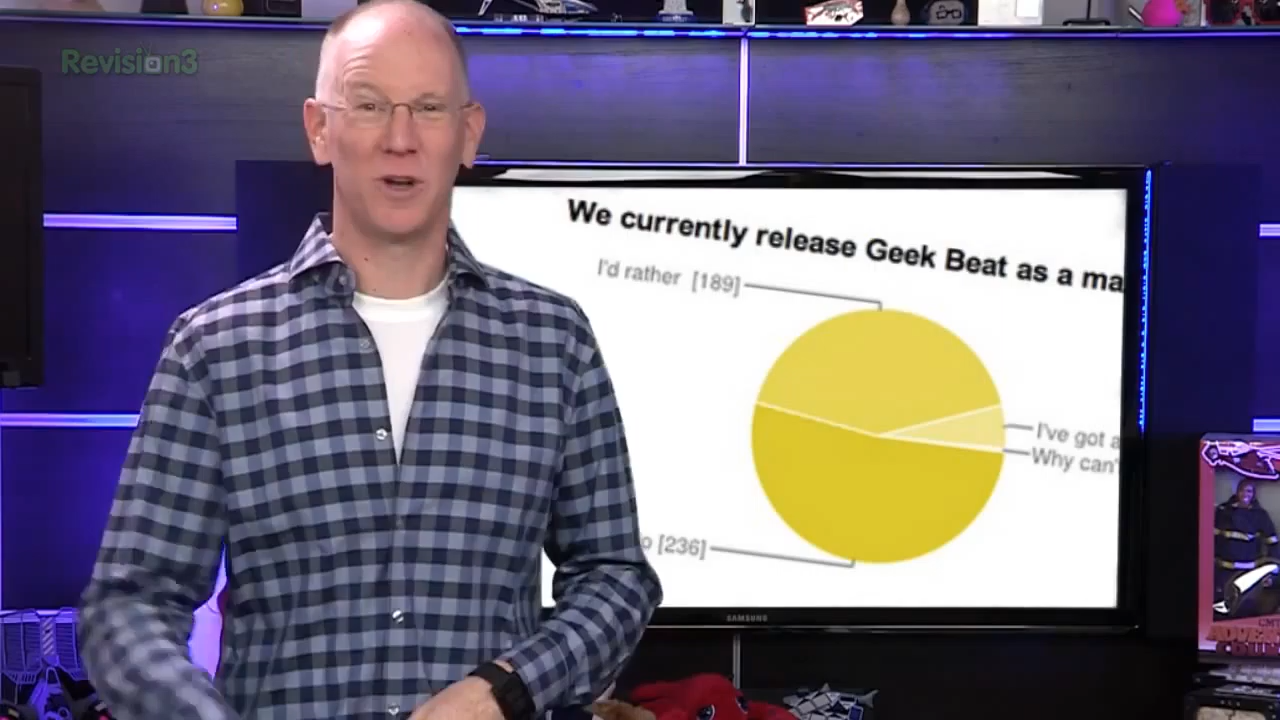 Revision3
We currently release Geek Beat as a ma
I'd rather [189]
I've got a
Why can'
o [236]
SAMSUNG